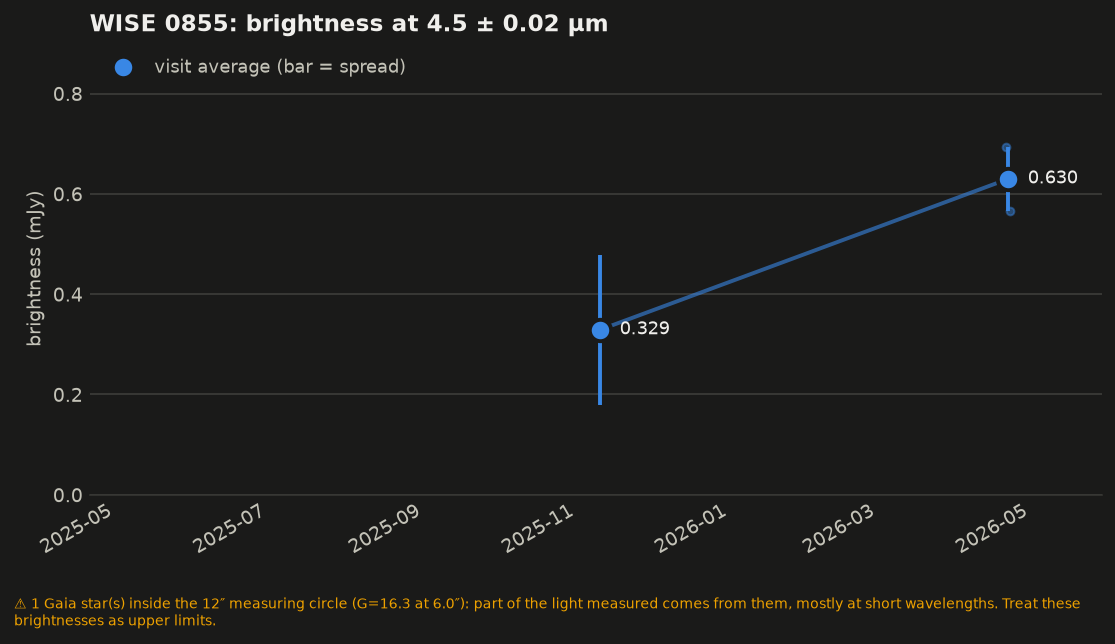 WISE 0855: brightness at 4.5 ± 0.02 µm
visit average (bar = spread)
brightness (mJy)
0.8
0.6
0.4
0.2
0.0
0.630
0.329
2025-05
2025-07
2025-09
2025-11
2026-01
2026-03
2026-05
⚠ 1 Gaia star(s) inside the 12″ measuring circle (G=16.3 at 6.0″): part of the light measured comes from them, mostly at short wavelengths. Treat these
brightnesses as upper limits.